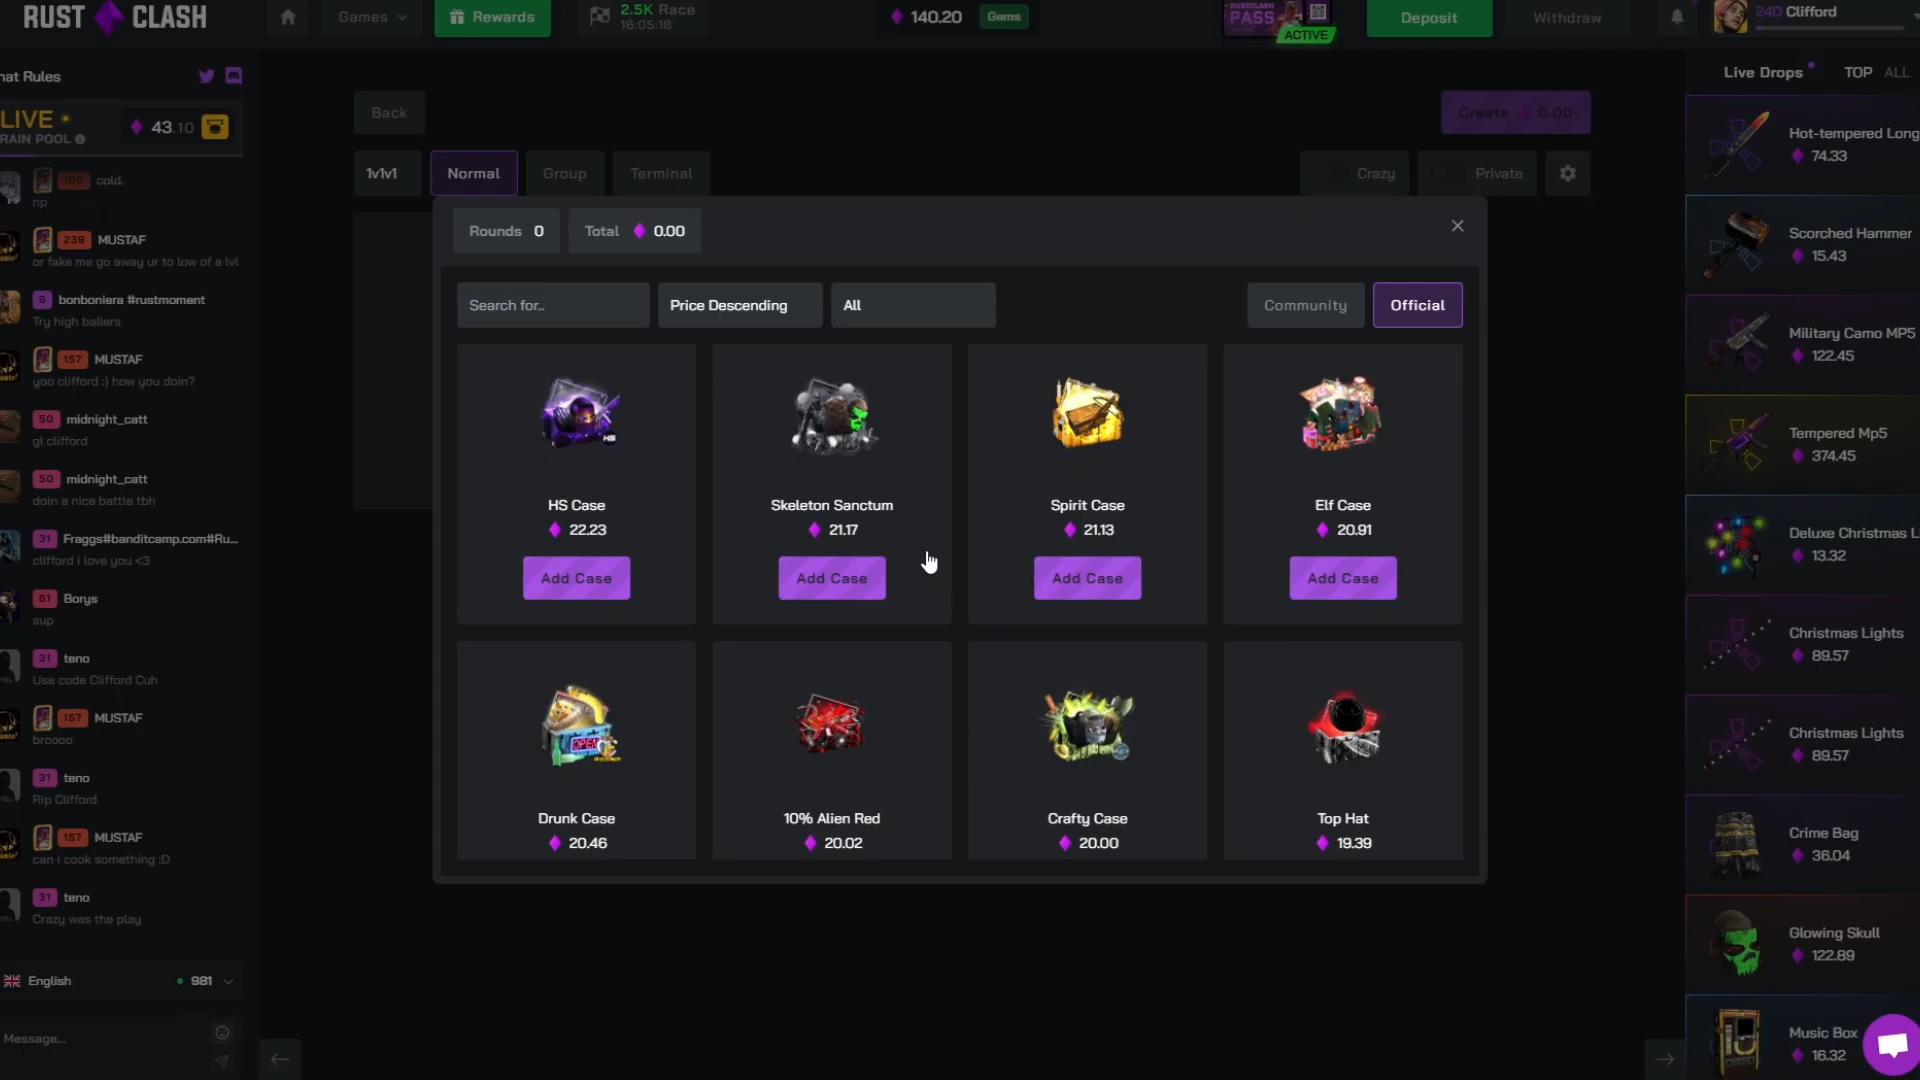 RUST CLASH
Games
Rewards
2.5K Race
16:05:18
140.20
Gems
RUSTCLASH
PASS
ACTIVE
Deposit
Withdraw
240 Clifford
hat Rules
LIVE
RAIN POOL
43.10
105 cold.
np
239 MUSTAF
or fake me go away ur to low of a lvl
6 bonboniera #rustmoment
Try high ballers
157 MUSTAF
yoo clifford :) how you doin?
50 midnight_catt
gl clifford
50 midnight_catt
doin a nice battle tbh
31 Fraggs#banditcamp.com#Ru...
clifford i love you <3
61 Borys
sup
31 teno
Use code Clifford Cuh
157 MUSTAF
broooo
31 teno
Rip Clifford
157 MUSTAF
can i cook something :D
31 teno
Crazy was the play
English
981
Message...
Back
Create 0.00
1v1v1
Normal
Group
Terminal
Crazy
Private
Rounds 0
Total 0.00
Search for..
Price Descending
All
Community
Official
HS
HS Case
22.23
Add Case
Skeleton Sanctum
21.17
Add Case
Spirit Case
21.13
Add Case
Elf Case
20.91
Add Case
OPEN
Drunk Case
20.46
10% Alien Red
20.02
Crafty Case
20.00
Top Hat
19.39
Live Drops
TOP
ALL
Hot-tempered Long
74.33
Scorched Hammer
15.43
Military Camo MP5
122.45
Tempered Mp5
374.45
Deluxe Christmas L
13.32
Christmas Lights
89.57
Christmas Lights
89.57
Crime Bag
36.04
Glowing Skull
122.89
Music Box
16.32